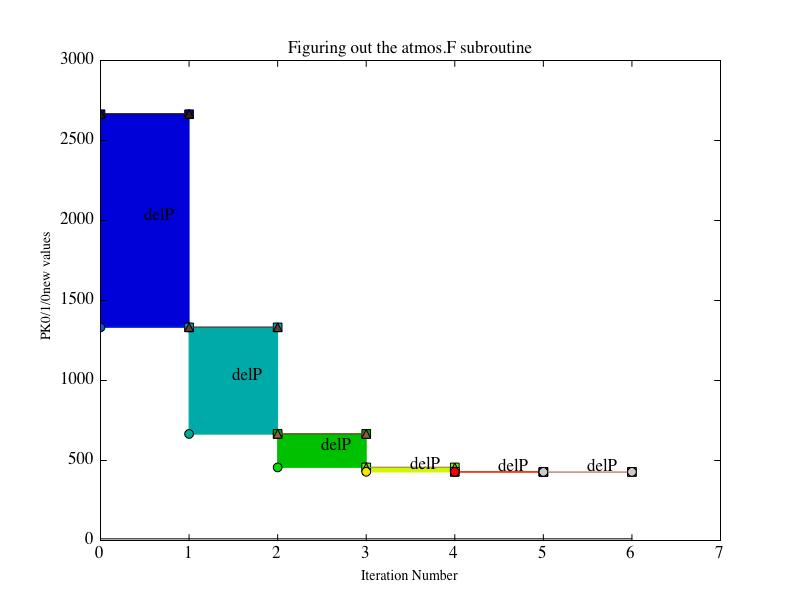 Figuring out the atmos.F subroutine
3000
2500
2000
1500
1000
500
0
PK0/1/0new values
delP
delP
delP
delP
delP
delP
0 1 2 3 4 5 6 7
Iteration Number